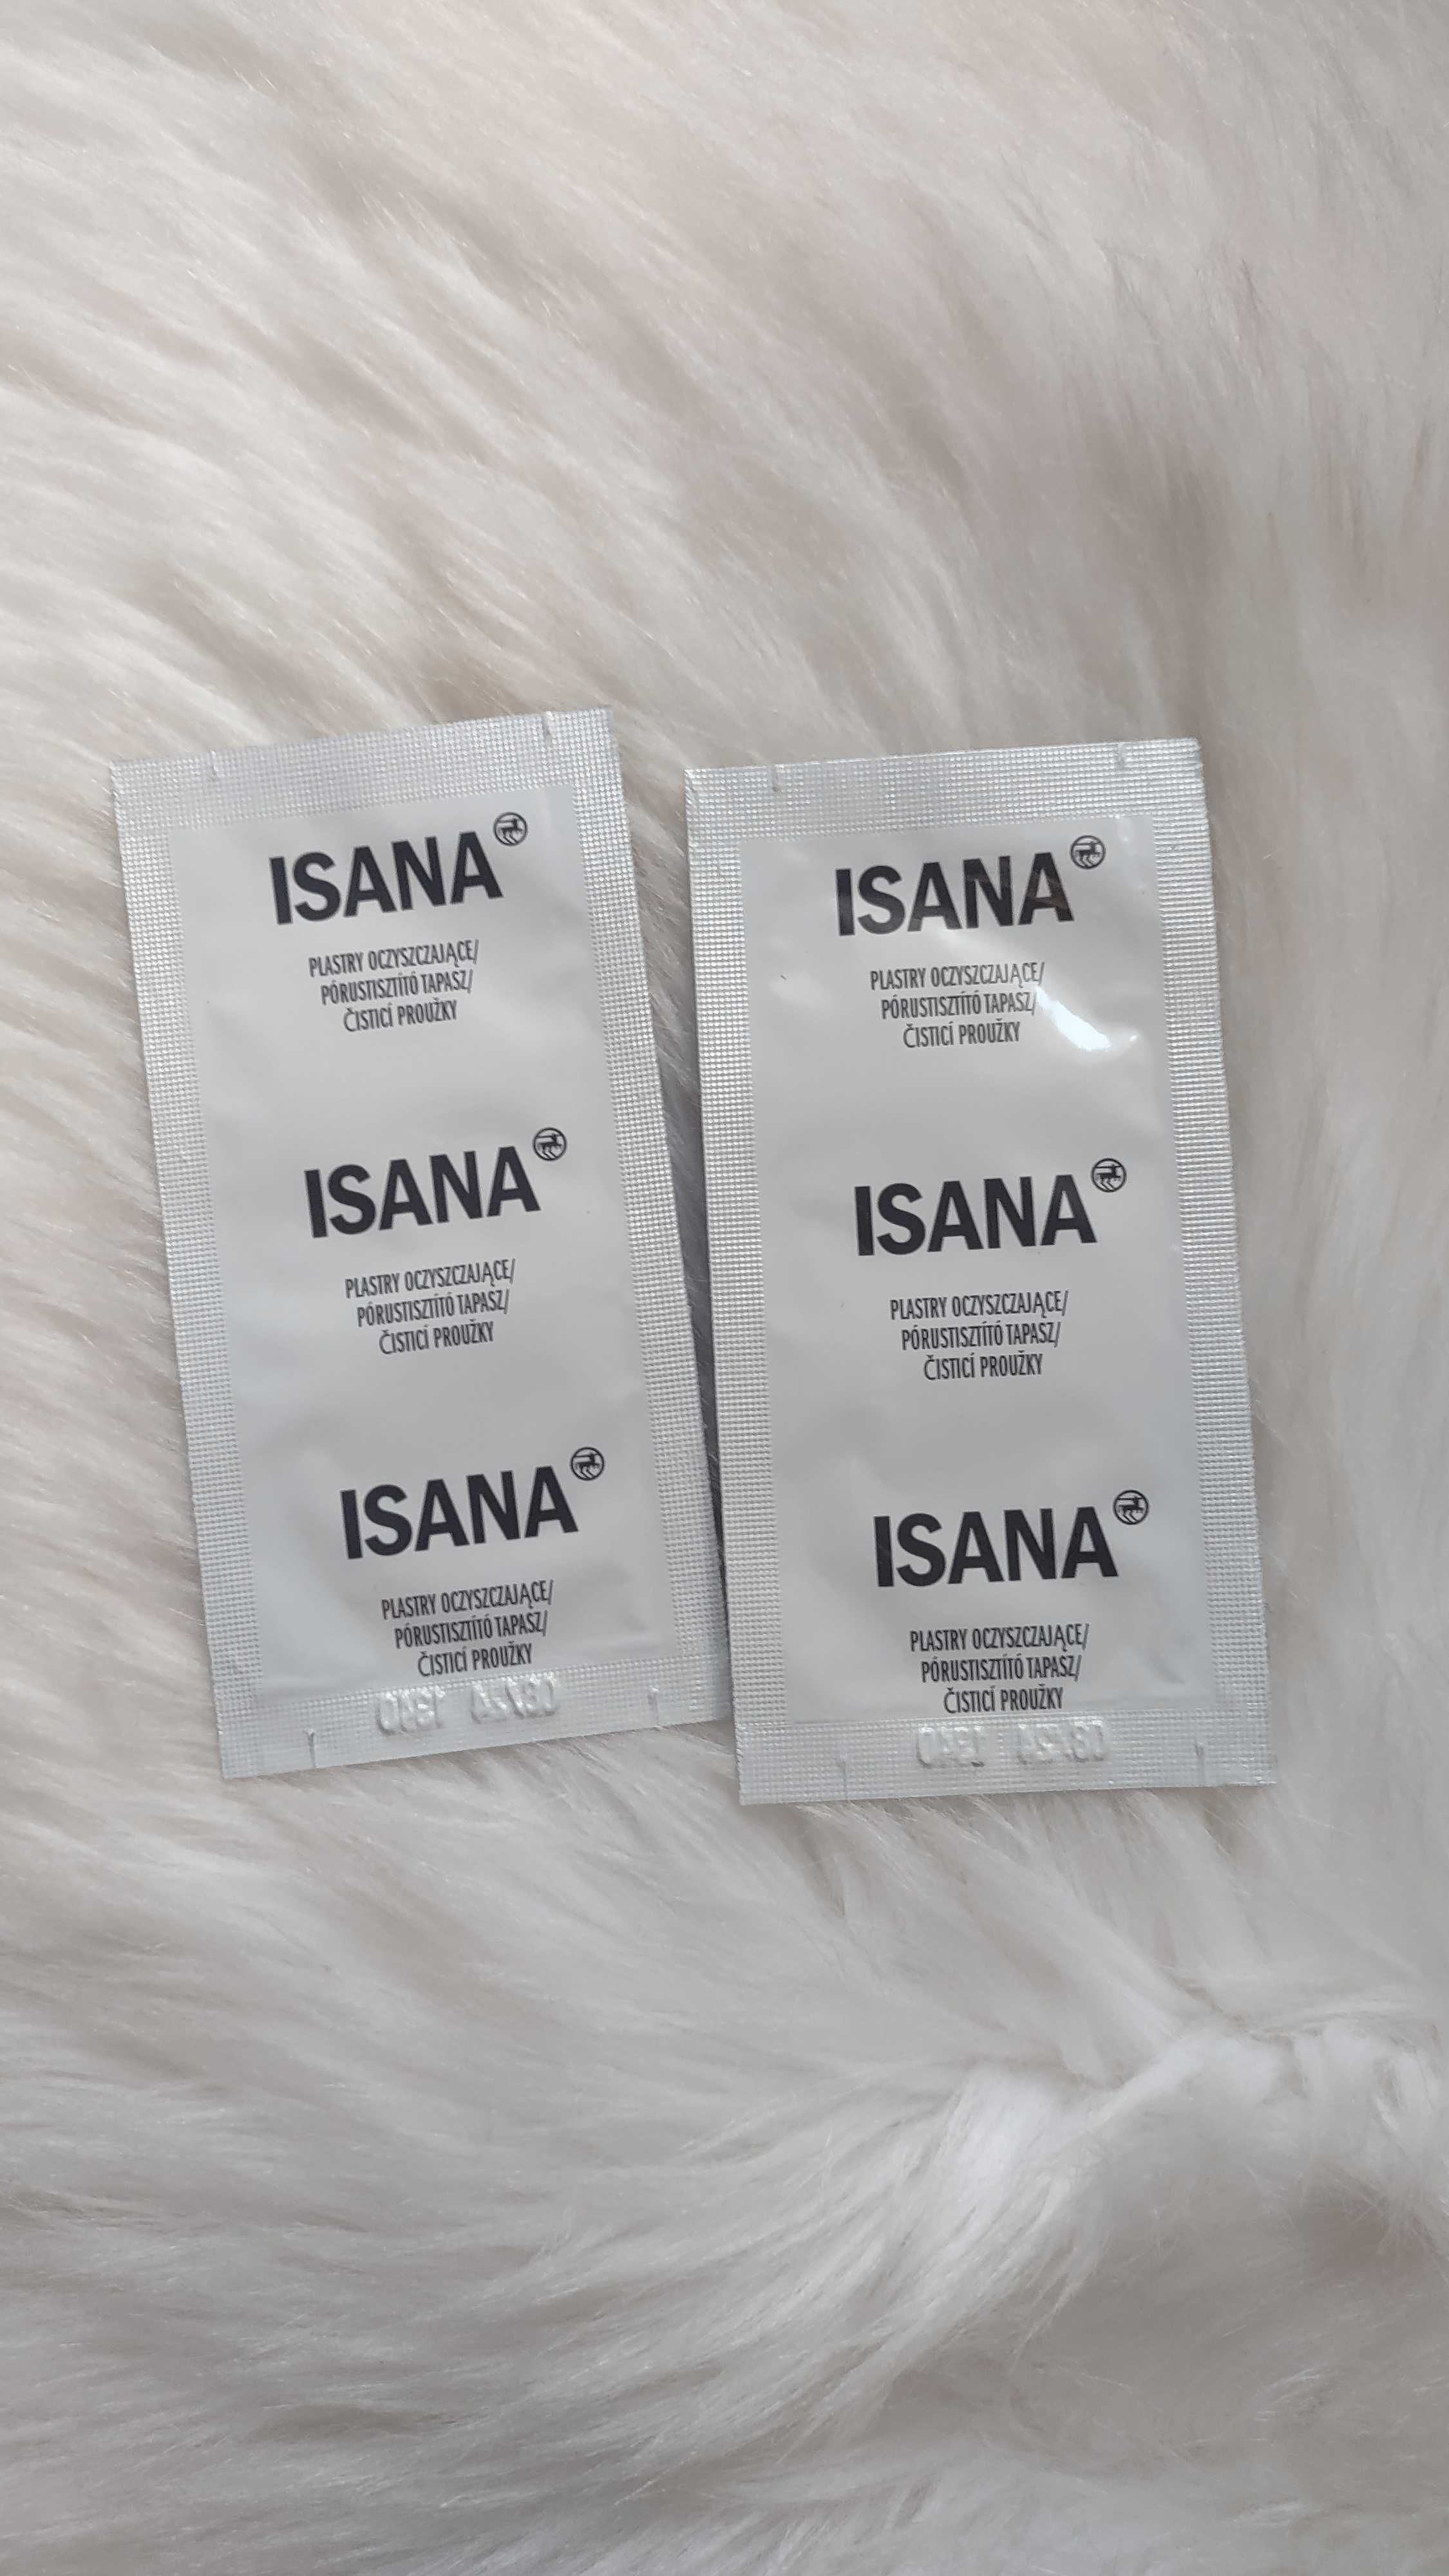 ISANA
PLASTRY OCZYSZCZAJĄCE/
PÓRUSTISZTÍTÓ TAPASZ/
ČISTICÍ PROUŽKY
ISANA
PLASTRY OCZYSZCZAJĄCE/
PÓRUSTISZTÍTÓ TAPASZ/
ČISTICÍ PROUŽKY
ISANA
PLASTRY OCZYSZCZAJĄCE/
PÓRUSTISZTÍTÓ TAPASZ/
ČISTICÍ PROUŽKY
ISANA
PLASTRY OCZYSZCZAJĄCE/
PÓRUSTISZTÍTÓ TAPASZ/
ČISTICÍ PROUŽKY
ISANA
PLASTRY OCZYSZCZAJĄCE/
PÓRUSTISZTÍTÓ TAPASZ/
ČISTICÍ PROUŽKY
ISANA
PLASTRY OCZYSZCZAJĄCE/
PÓRUSTISZTÍTÓ TAPASZ/
ČISTICÍ PROUŽKY